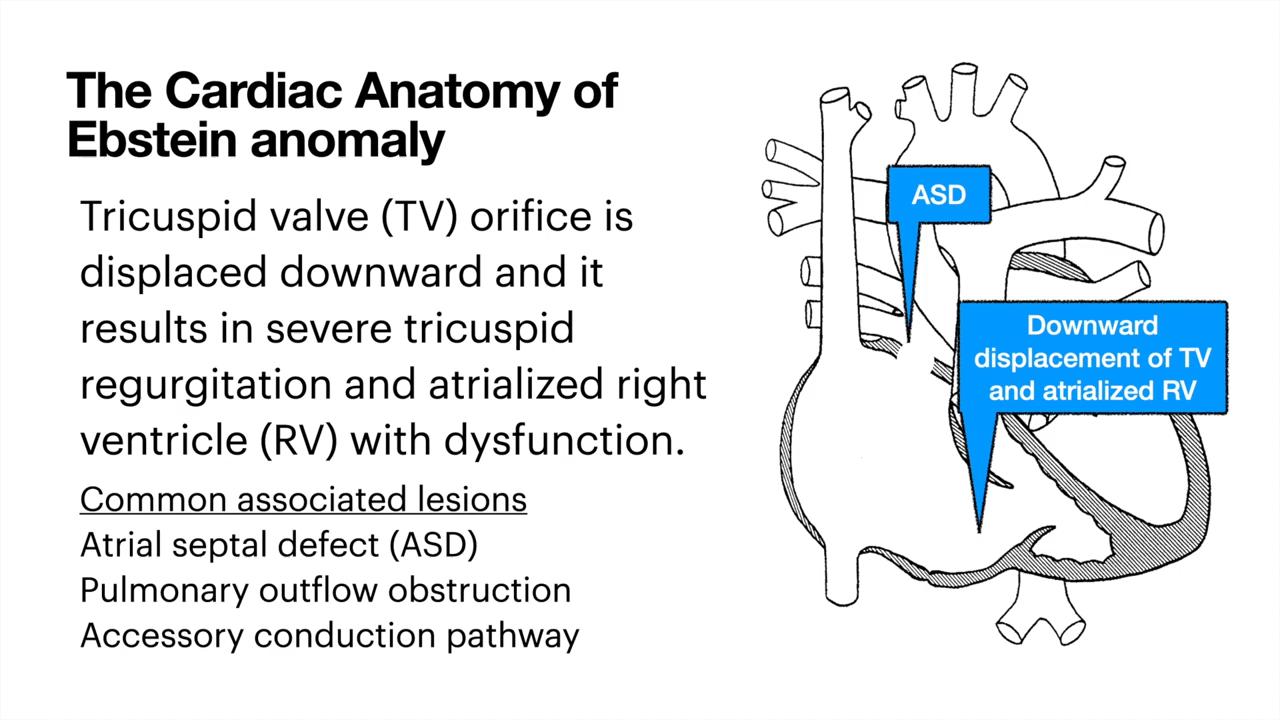 The Cardiac Anatomy of
Ebstein anomaly
Tricuspid valve (TV) orifice is
displaced downward and it
results in severe tricuspid
regurgitation and atrialized right
ventricle (RV) with dysfunction.
Common associated lesions
Atrial septal defect (ASD)
Pulmonary outflow obstruction
Accessory conduction pathway
ASD
Downward
displacement of TV
and atrialized RV